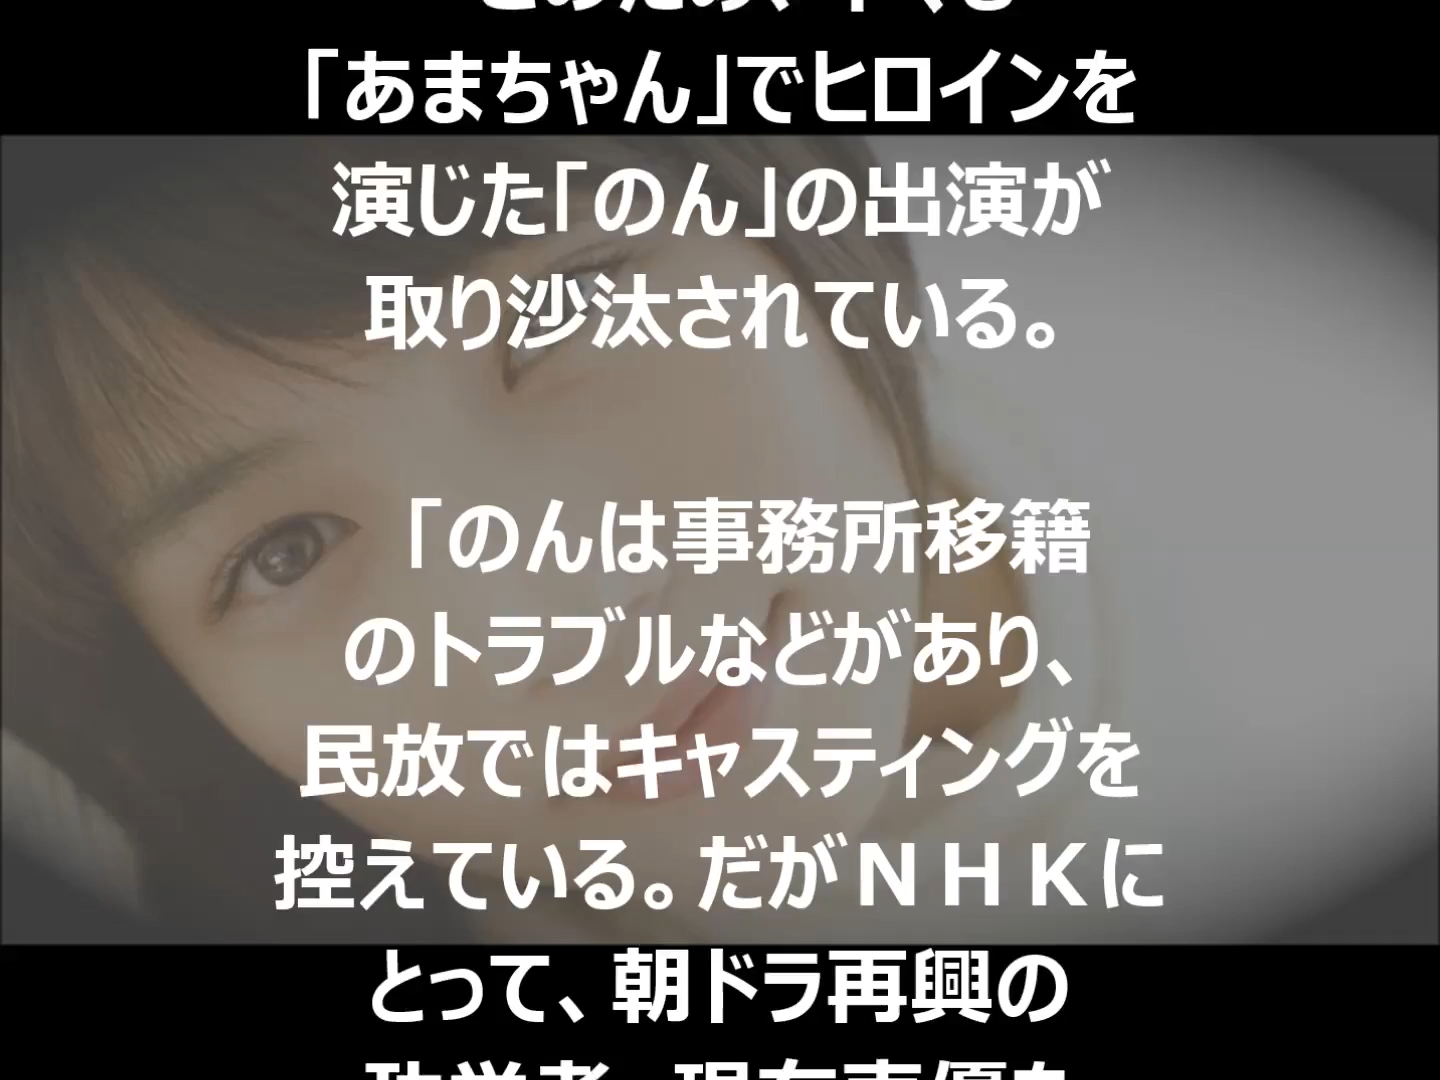 「あまちゃん」でヒロインを
演じた「のん」の出演が
取り沙汰されている。
「のんは事務所移籍
のトラブルなどがあり、
民放ではキャスティングを
控えている。だがＮＨＫに
とって、朝ドラ再興の